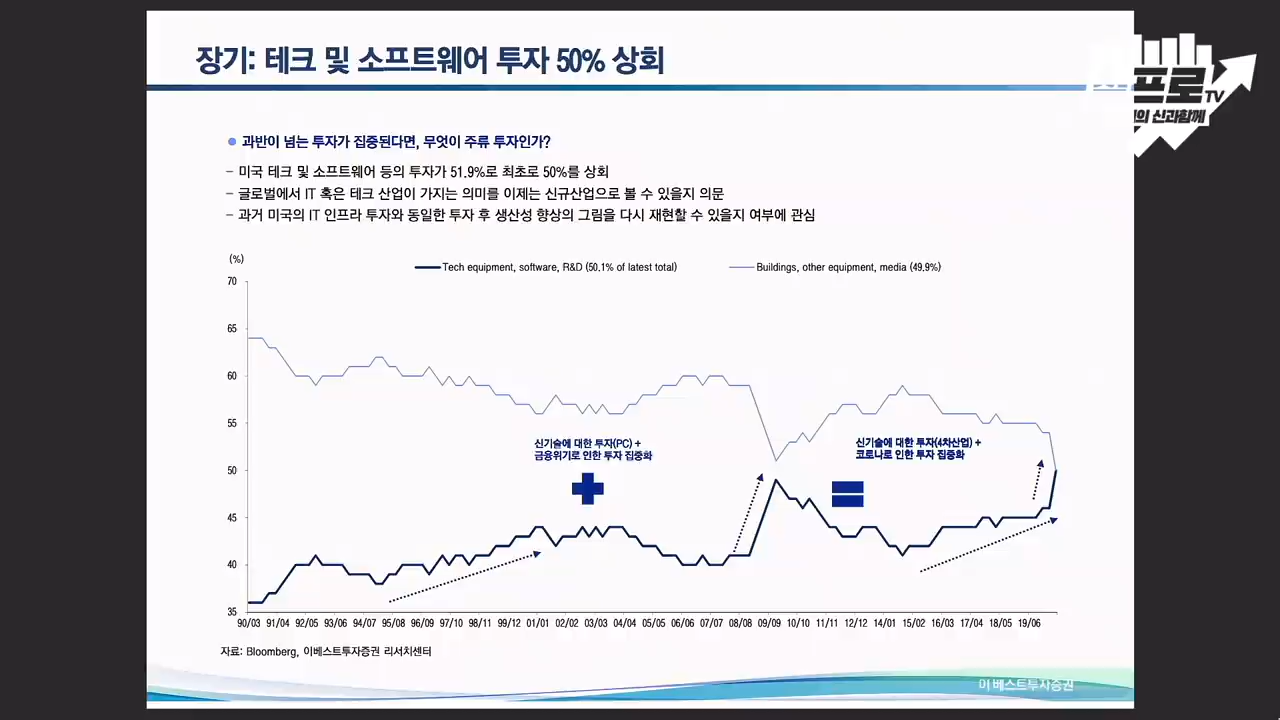 장기: 테크 및 소프트웨어 투자 50% 상회
프로TV
의 신과함께
● 과반이 넘는 투자가 집중된다면, 무엇이 주류 투자인가?
– 미국 테크 및 소프트웨어 등의 투자가 51.9%로 최초로 50%를 상회
– 글로벌에서 IT 혹은 테크 산업이 가지는 의미를 이제는 신규산업으로 볼 수 있을지 의문
– 과거 미국의 IT 인프라 투자와 동일한 투자 후 생산성 향상의 그림을 다시 재현할 수 있을지 여부에 관심
(%)
Tech equipment, software, R&D (50.1% of latest total)
Buildings, other equipment, media (49.9%)
70
65
60
55
50
45
40
35
신기술에 대한 투자(PC) +
금융위기로 인한 투자 집중화
신기술에 대한 투자(4차산업) +
코로나로 인한 투자 집중화
90/03 91/04 92/05 93/06 94/07 95/08 96/09 97/10 98/11 99/12 01/01 02/02 03/03 04/04 05/05 06/06 07/07 08/08 09/09 10/10 11/11 12/12 14/01 15/02 16/03 17/04 18/05 19/06
자료: Bloomberg, 이베스트투자증권 리서치센터
이베스트투자증권